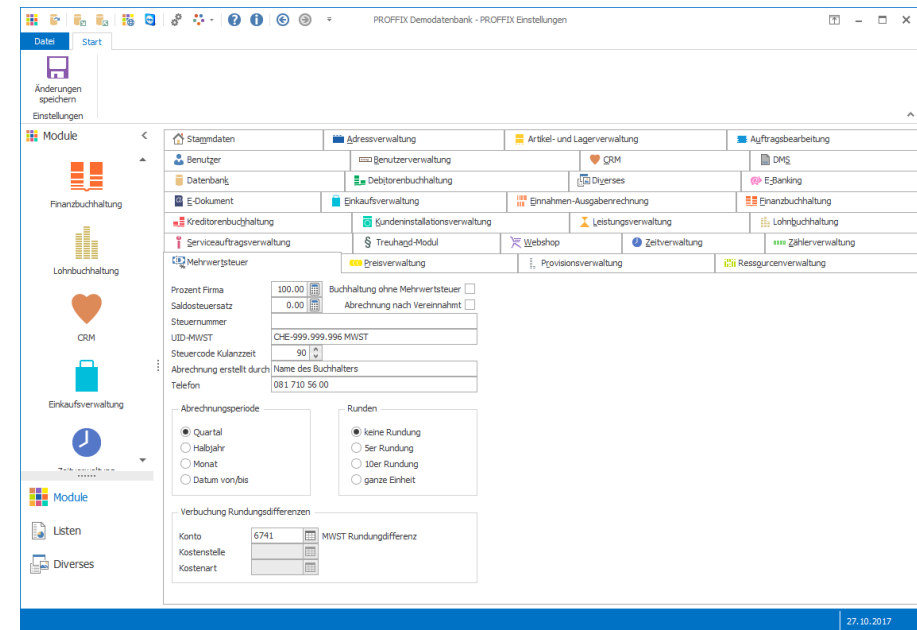 PROFFIX Demodatenbank - PROFFIX Einstellungen
Datei Start
Änderungen
speichern
Einstellungen
Module
Finanzbuchhaltung
Lohnbuchhaltung
CRM
Einkaufsverwaltung
Module
Listen
Diverses
Stammdaten Adressverwaltung Artikel- und Lagerverwaltung Auftragsbearbeitung
Benutzer Benutzerverwaltung CRM DMS
Datenbank Debitorenbuchhaltung Diverses E-Banking
E-Dokument Einkaufsverwaltung Einnahmen-Ausgabenrechnung Finanzbuchhaltung
Kreditorenbuchhaltung Kundeninstallationsverwaltung Leistungsverwaltung Lohnbuchhaltung
Serviceauftragsverwaltung Treuhand-Modul Webshop Zeitverwaltung Zählerverwaltung
Mehrwertsteuer Preisverwaltung Provisionsverwaltung Ressourcenverwaltung
Prozent Firma 100.00 Buchhaltung ohne Mehrwertsteuer
Saldosteuersatz 0.00 Abrechnung nach Vereinnahmt
Steuernummer
UID-MWST CHE-999.999.996 MWST
Steuercode Kulanzzeit 90
Abrechnung erstellt durch Name des Buchhalters
Telefon 081 710 56 00
Abrechnungsperiode Runden
Quartal keine Rundung
Halbjahr 5er Rundung
Monat 10er Rundung
Datum von/bis ganze Einheit
Verbuchung Rundungsdifferenzen
Konto 6741 MWST Rundungdifferenz
Kostenstelle
Kostenart
27.10.2017